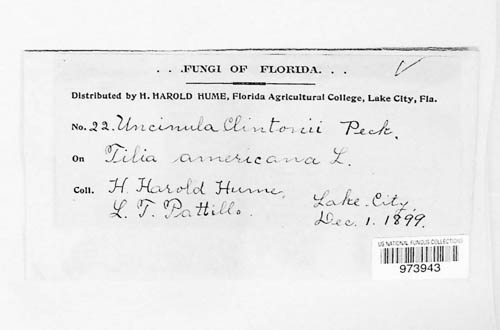 . . .FUNGI OF FLORIDA. . .
Distributed by H. HAROLD HUME, Florida Agricultural College, Lake City, Fla.
No. 22. Uncinula Clintonii Peck.
On Tilia americana L.
Coll. H. Harold Hume,
L. T. Pattillo.
Lake City,
Dec. 1. 1899.
US NATIONAL FUNGUS COLLECTIONS
973943